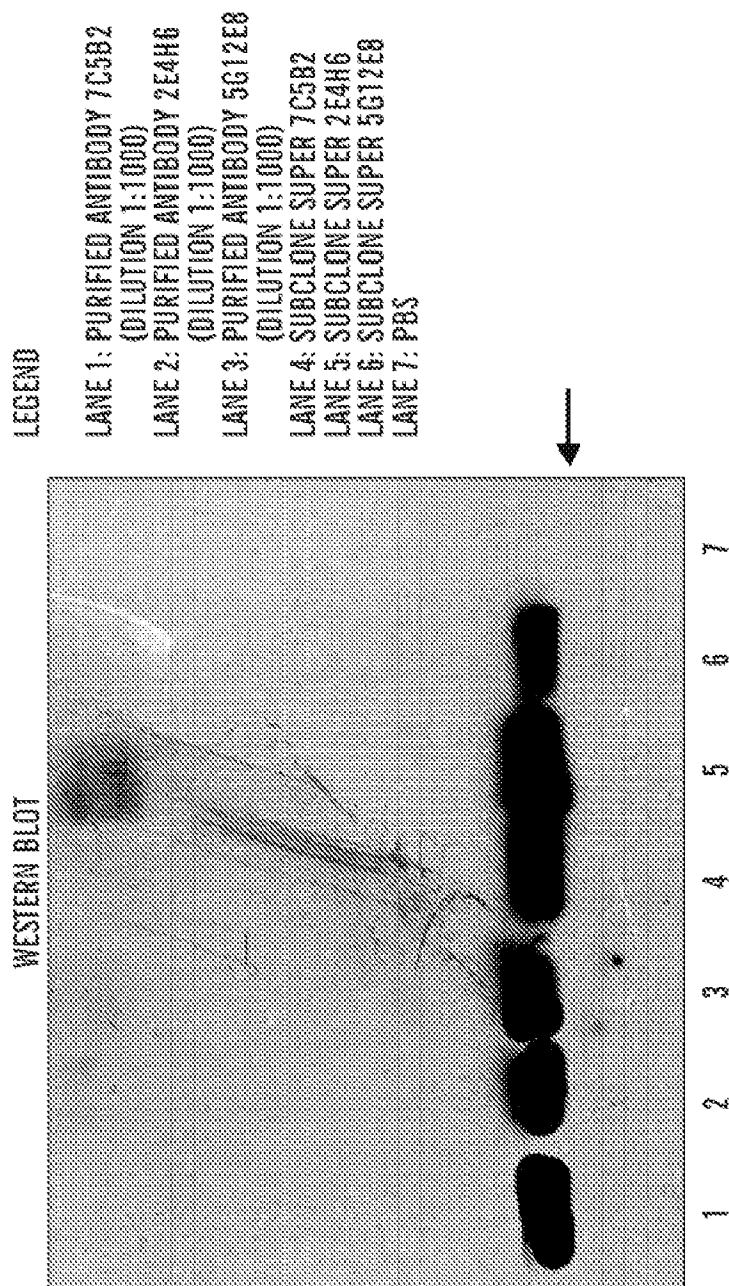 WESTERN BLOT
1 2 3 4 5 6 7
LEGEND
LANE 1: PURIFIED ANTIBODY 7C5B2
(DILUTION 1:1000)
LANE 2: PURIFIED ANTIBODY 2E4H6
(DILUTION 1:1000)
LANE 3: PURIFIED ANTIBODY 5G12E8
(DILUTION 1:1000)
LANE 4: SUBCLONE SUPER 7C5B2
LANE 5: SUBCLONE SUPER 2E4H6
LANE 6: SUBCLONE SUPER 5G12E8
LANE 7: PBS